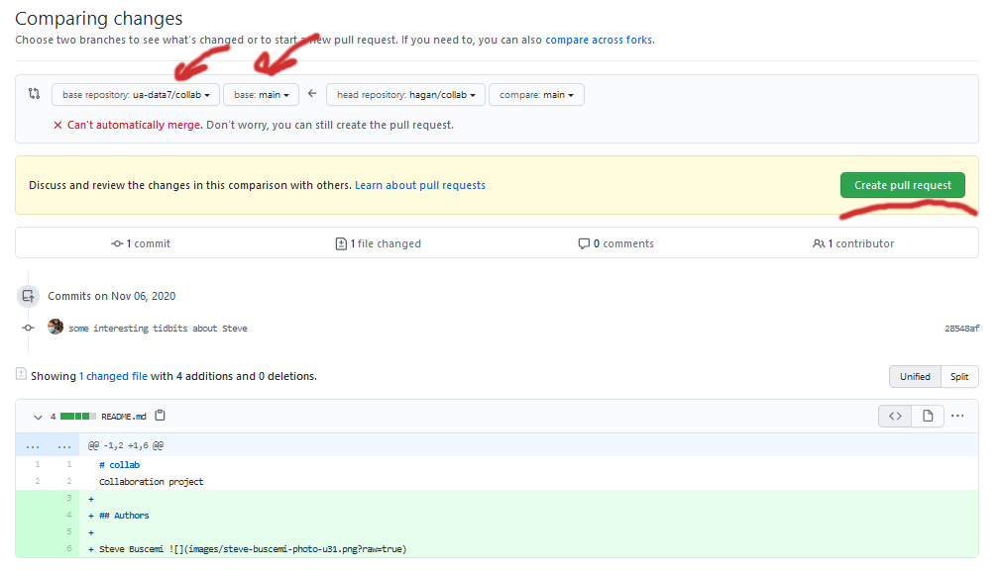 Comparing changes
Choose two branches to see what's changed or to start a new pull request. If you need to, you can also compare across forks.
base repository: ua-data7/collab base: main head repository: hagan/collab compare: main
Can't automatically merge. Don't worry, you can still create the pull request.
Discuss and review the changes in this comparison with others. Learn about pull requests Create pull request
1 commit 1 file changed 0 comments 1 contributor
Commits on Nov 06, 2020
some interesting tidbits about Steve 28548af
Showing 1 changed file with 4 additions and 0 deletions. Unified Split
4 README.md <> ...
... ... @@ -1,2 +1,6 @@
1 1 # collab
2 2 Collaboration project
3 +
4 + ## Authors
5 +
6 + Steve Buscemi ![](images/steve-buscemi-photo-u31.png?raw=true)